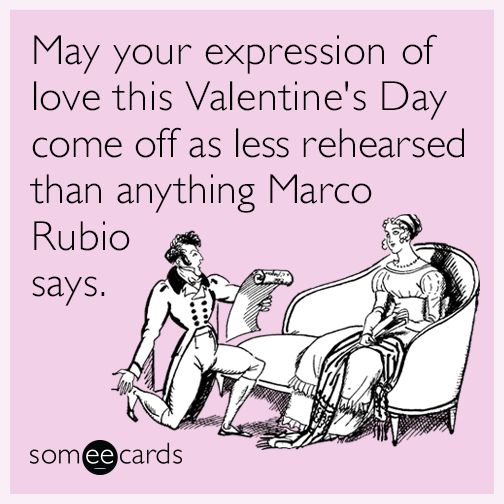 May your expression of
love this Valentine's Day
come off as less rehearsed
than anything Marco
Rubio
says.
someecards